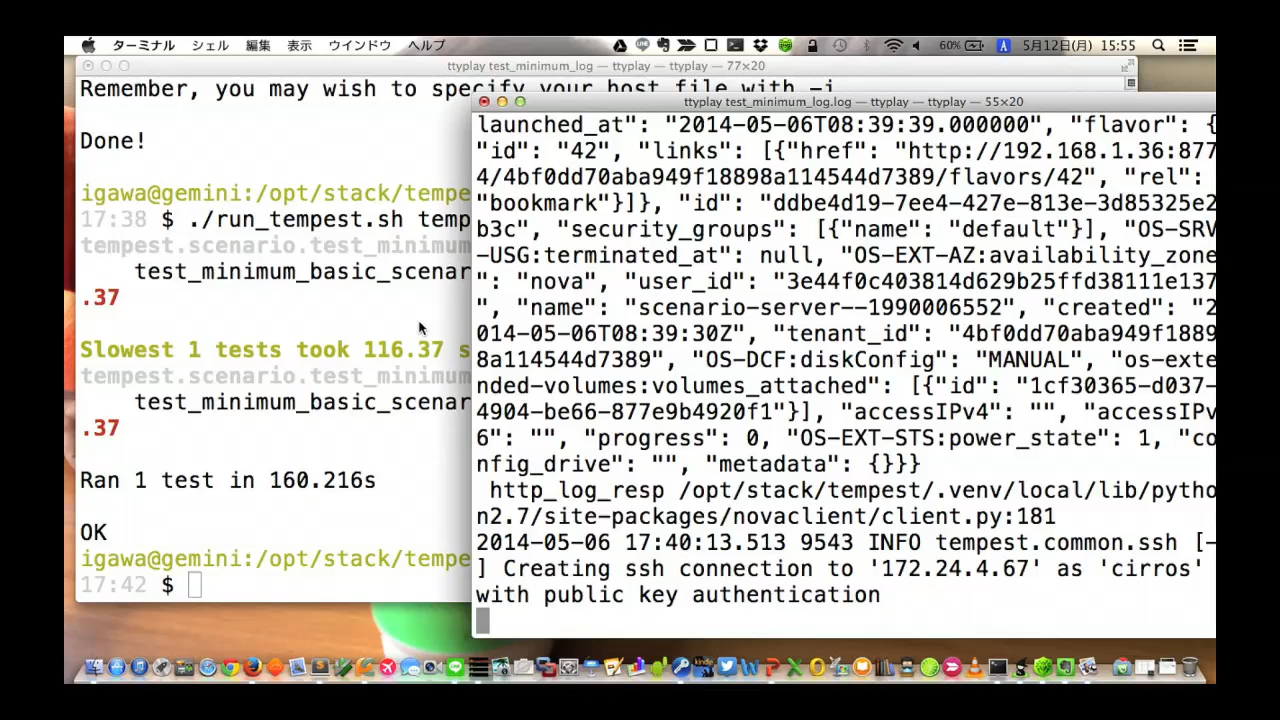 ターミナル シェル 編集 表示 ウインドウ ヘルプ 60% A 5月12日(月) 15:55
ttyplay test_minimum_log — ttyplay — ttyplay — 77×20
Remember, you may wish to specify your host file with -i
Done!
igawa@gemini:/opt/stack/tempe
17:38 $ ./run_tempest.sh temp
tempest.scenario.test_minimum
test_minimum_basic_scenar
.37
Slowest 1 tests took 116.37 s
tempest.scenario.test_minimum
test_minimum_basic_scenar
.37
Ran 1 test in 160.216s
OK
igawa@gemini:/opt/stack/tempe
17:42 $
ttyplay test_minimum_log.log — ttyplay — ttyplay — 55×20
launched_at": "2014-05-06T08:39:39.000000", "flavor": {
"id": "42", "links": [{"href": "http://192.168.1.36:877
4/4bf0dd70aba949f18898a114544d7389/flavors/42", "rel":
"bookmark"}]}, "id": "ddbe4d19-7ee4-427e-813e-3d85325e2
b3c", "security_groups": [{"name": "default"}], "OS-SRV
-USG:terminated_at": null, "OS-EXT-AZ:availability_zone
": "nova", "user_id": "3e44f0c403814d629b25ffd38111e137
", "name": "scenario-server--1990006552", "created": "2
014-05-06T08:39:30Z", "tenant_id": "4bf0dd70aba949f1889
8a114544d7389", "OS-DCF:diskConfig": "MANUAL", "os-exte
nded-volumes:volumes_attached": [{"id": "1cf30365-d037-
4904-be66-877e9b4920f1"}], "accessIPv4": "", "accessIPv
6": "", "progress": 0, "OS-EXT-STS:power_state": 1, "co
nfig_drive": "", "metadata": {}}}
http_log_resp /opt/stack/tempest/.venv/local/lib/pytho
n2.7/site-packages/novaclient/client.py:181
2014-05-06 17:40:13.513 9543 INFO tempest.common.ssh [-
] Creating ssh connection to '172.24.4.67' as 'cirros'
with public key authentication